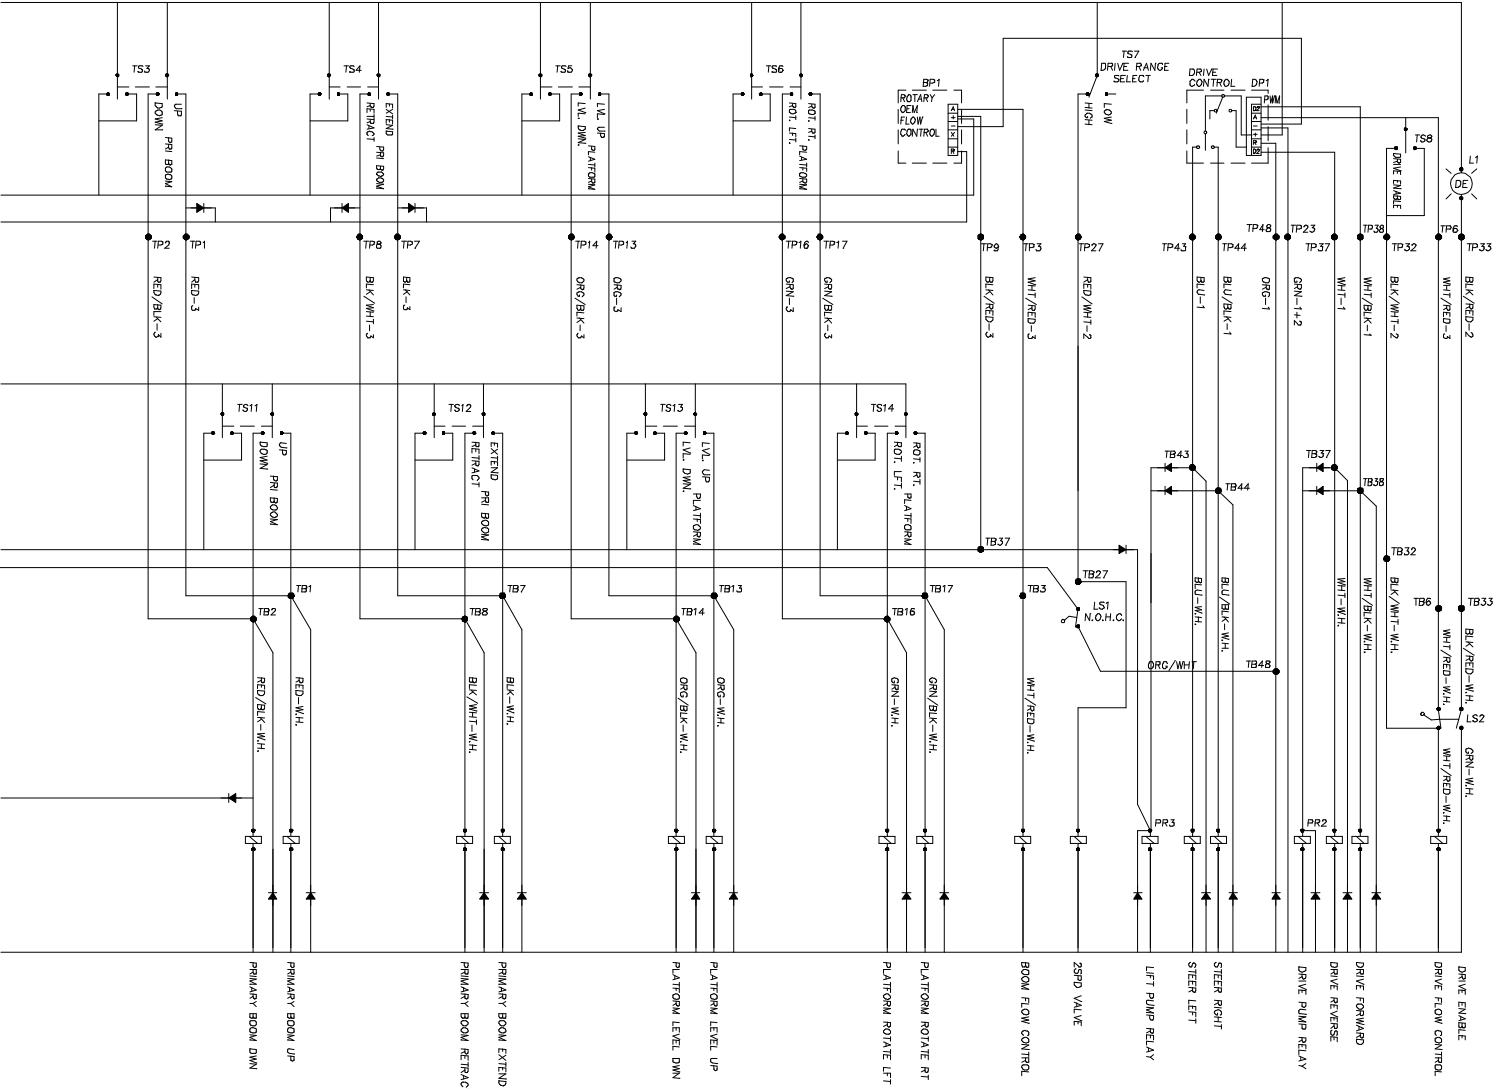 TS3
UP
DOWN
PRI BOOM
TS4
EXTEND
RETRACT
PRI BOOM
TS5
LVL. UP
LVL. DWN.
PLATFORM
TS6
ROT. RT.
ROT. LFT.
PLATFORM
BP1
ROTARY
OEM
FLOW
CONTROL
A
+
-
X
R
TS7
DRIVE RANGE
SELECT
HIGH
LOW
DRIVE
CONTROL
DP1
PWM
D2
A
-
+
R
D2
TS8
DRIVE ENABLE
L1
DE
TP2
TP1
TP8
TP7
TP14
TP13
TP16
TP17
TP9
TP3
TP27
TP43
TP44
TP48
TP23
TP37
TP38
TP32
TP6
TP33
RED/BLK-3
RED-3
BLK/WHT-3
BLK-3
ORG/BLK-3
ORG-3
GRN-3
GRN/BLK-3
BLK/RED-3
WHT/RED-3
RED/WHT-2
BLU-1
BLU/BLK-1
ORG-1
GRN-1+2
WHT-1
WHT/BLK-1
BLK/WHT-2
WHT/RED-3
BLK/RED-2
TS11
UP
DOWN
PRI BOOM
TS12
EXTEND
RETRACT
PRI BOOM
TS13
LVL. UP
LVL. DWN.
PLATFORM
TS14
ROT. RT.
ROT. LFT.
PLATFORM
TB43
TB44
TB37
TB38
TB37
TB32
TB1
TB2
TB7
TB8
TB13
TB14
TB17
TB16
TB3
TB27
LS1
N.O.H.C.
ORG/WHT
TB48
TB6
TB33
RED/BLK-W.H.
RED-W.H.
BLK/WHT-W.H.
BLK-W.H.
ORG/BLK-W.H.
ORG-W.H.
GRN-W.H.
GRN/BLK-W.H.
WHT/RED-W.H.
BLU-W.H.
BLU/BLK-W.H.
WHT-W.H.
WHT/BLK-W.H.
BLK/WHT-W.H.
WHT/RED-W.H.
BLK/RED-W.H.
LS2
WHT/RED-W.H.
GRN-W.H.
PR3
PR2
PRIMARY BOOM DWN
PRIMARY BOOM UP
PRIMARY BOOM RETRAC
PRIMARY BOOM EXTEND
PLATFORM LEVEL DWN
PLATFORM LEVEL UP
PLATFORM ROTATE LFT
PLATFORM ROTATE RT
BOOM FLOW CONTROL
2SPD VALVE
LIFT PUMP RELAY
STEER LEFT
STEER RIGHT
DRIVE PUMP RELAY
DRIVE REVERSE
DRIVE FORWARD
DRIVE FLOW CONTROL
DRIVE ENABLE